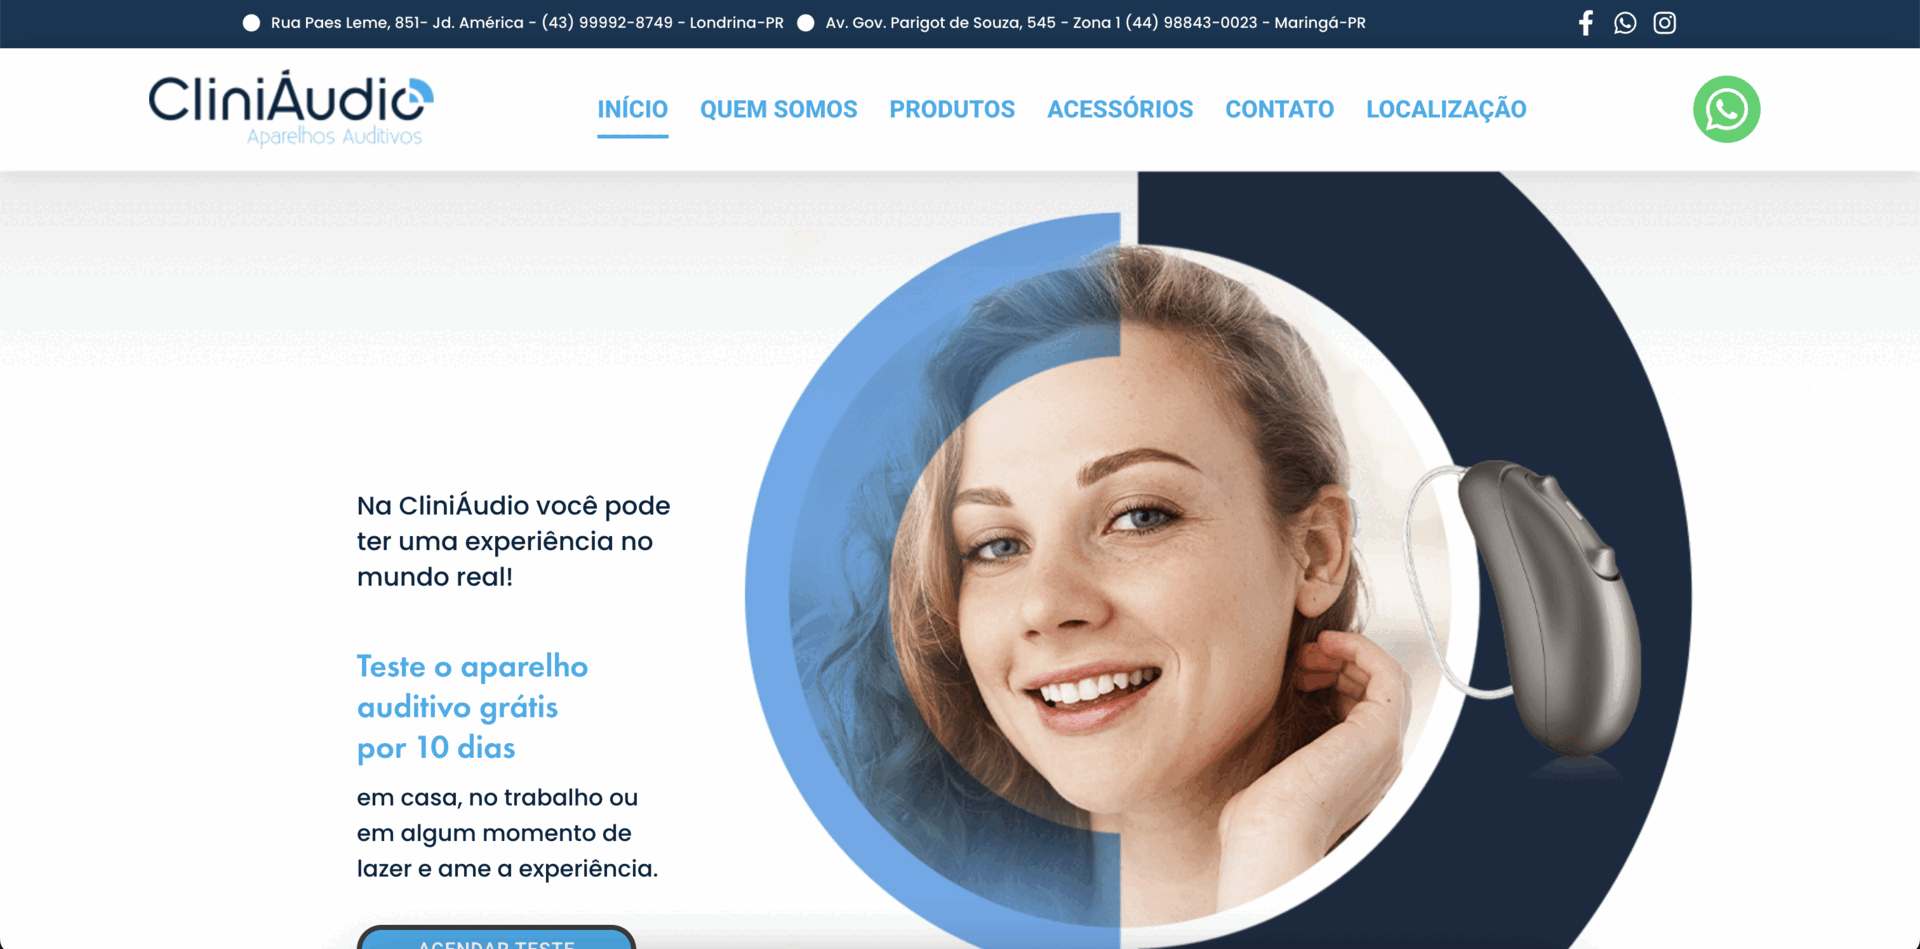 Rua Paes Leme, 851- Jd. América - (43) 99992-8749 - Londrina-PR
Av. Gov. Parigot de Souza, 545 - Zona 1 (44) 98843-0023 - Maringá-PR
CliniÁudio
Aparelhos Auditivos
INÍCIO
QUEM SOMOS
PRODUTOS
ACESSÓRIOS
CONTATO
LOCALIZAÇÃO
Na CliniÁudio você pode
ter uma experiência no
mundo real!
Teste o aparelho
auditivo grátis
por 10 dias
em casa, no trabalho ou
em algum momento de
lazer e ame a experiência.
AGENDAR TESTE